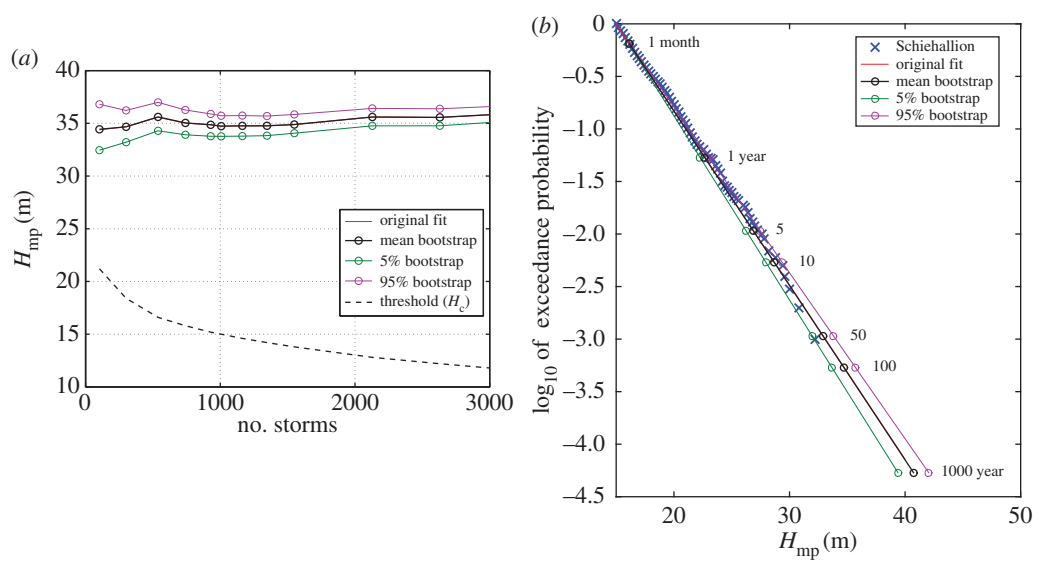 (a)
40
35
30
25
20
15
10
H_mp (m)
original fit
mean bootstrap
5% bootstrap
95% bootstrap
threshold (H_c)
0
1000
2000
3000
no. storms
(b)
0
–0.5
–1.0
–1.5
–2.0
–2.5
–3.0
–3.5
–4.0
–4.5
log₁₀ of exceedance probability
1 month
1 year
5
10
50
100
1000 year
Schiehallion
original fit
mean bootstrap
5% bootstrap
95% bootstrap
20
30
40
50
H_mp (m)